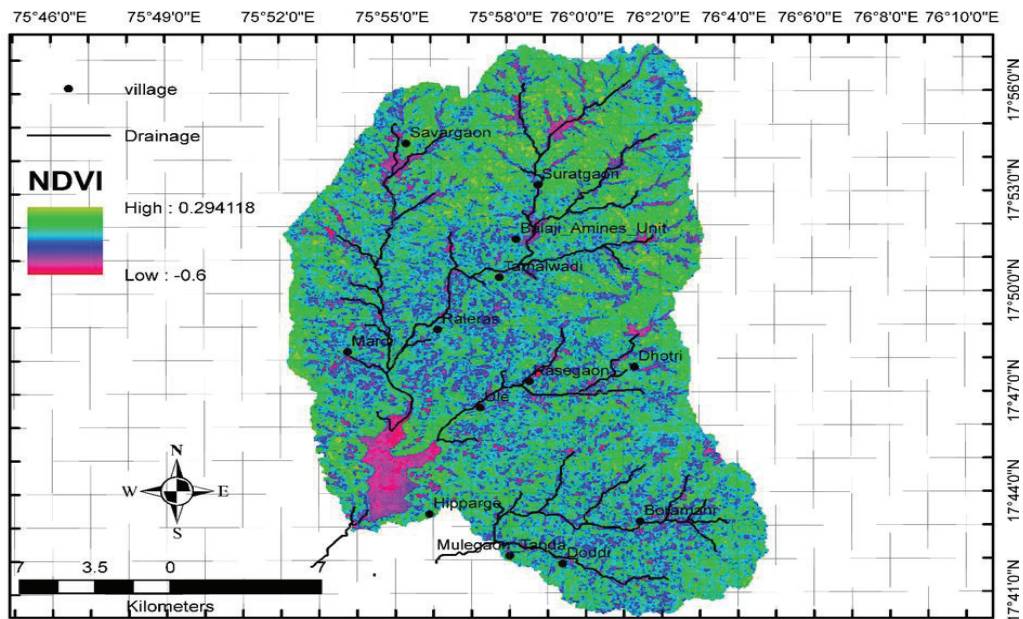 75°46'0"E 75°52'0"E 75°55'0"E 75°58'0"E 76°0'0"E 76°2'0"E 76°4'0"E 76°6'0"E 76°8'0"E 76°10'0"E
village
Drainage
NDVI
High : 0.294118
Low : -0.6
Savargaon
Suratgaon
Balaji Amines Unit
Tamalwadi
Raleras
Mardi
Dhotri
Kasegaon
Ule
Hipparge
Boramani
Mulegaon Tanda
Doddi
N
W E
S
7 3.5 0
Kilometers
17°56'0"N
17°53'0"N
17°50'0"N
17°47'0"N
17°44'0"N
17°41'0"N